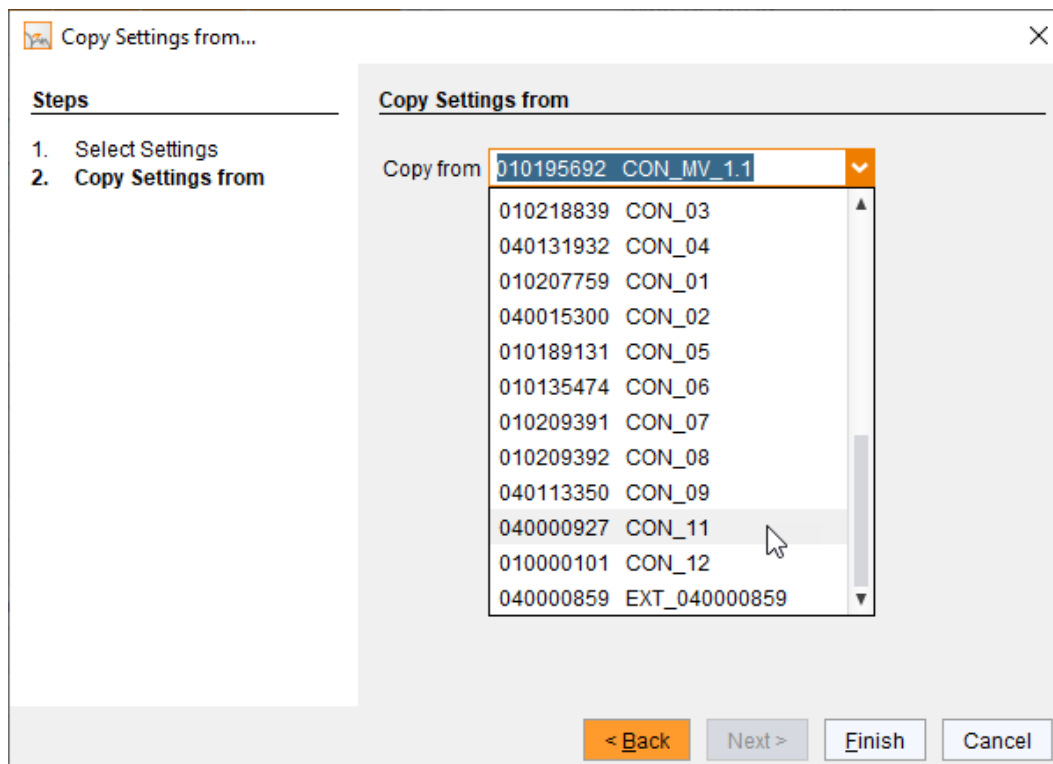 Copy Settings from...
Steps
1. Select Settings
2. Copy Settings from
Copy Settings from
Copy from 010195692 CON_MV_1.1
010218839 CON_03
040131932 CON_04
010207759 CON_01
040015300 CON_02
010189131 CON_05
010135474 CON_06
010209391 CON_07
010209392 CON_08
040113350 CON_09
040000927 CON_11
010000101 CON_12
040000859 EXT_040000859
< Back Next > Finish Cancel